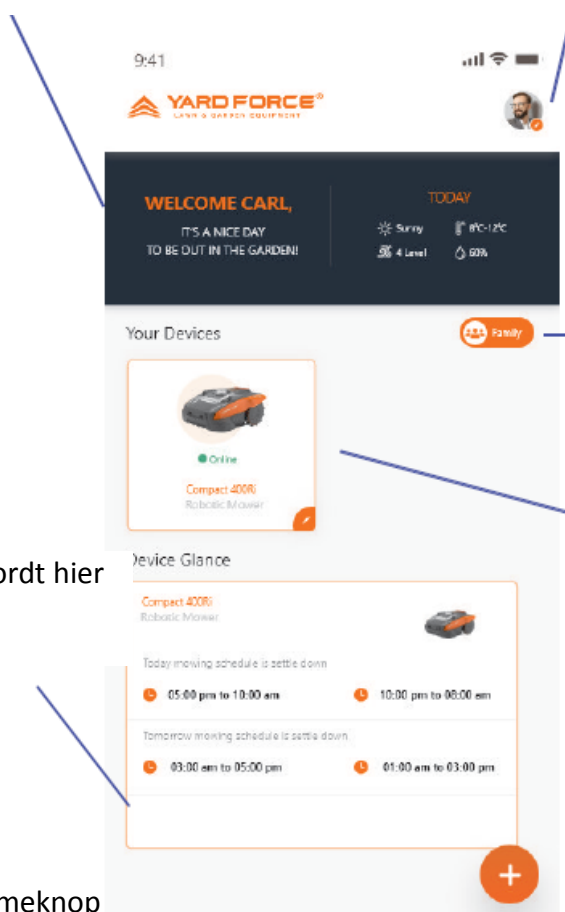 9:41
YARD FORCE®
LAWN & GARDEN EQUIPMENT
WELCOME CARL,
IT'S A NICE DAY
TO BE OUT IN THE GARDEN!
TODAY
Sunny 8°C-12°C
4 Level 60%
Your Devices
Family
Online
Compact 400Ri
Robotic Mower
ordt hier
Device Glance
Compact 400Ri
Robotic Mower
Today mowing schedule is settle down
05:00 pm to 10:00 am 10:00 pm to 08:00 am
Tomorrow mowing schedule is settle down
03:00 am to 05:00 pm 01:00 am to 03:00 pm
+
meknop